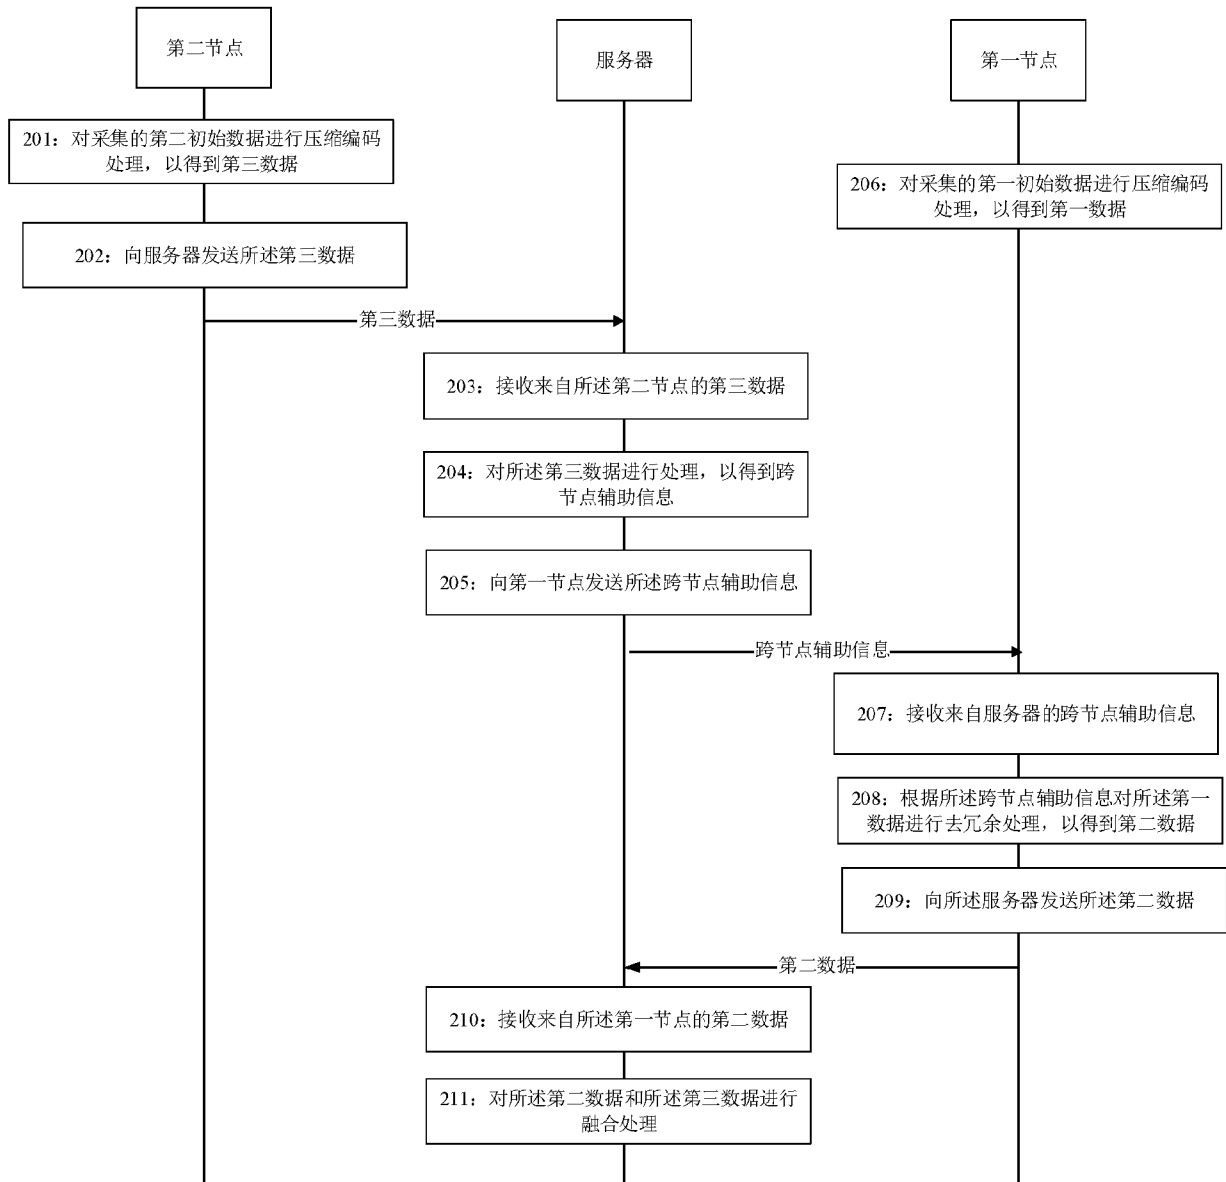 第二节点
服务器
第一节点
201：对采集的第二初始数据进行压缩编码
处理，以得到第三数据
206：对采集的第一初始数据进行压缩编码
处理，以得到第一数据
202：向服务器发送所述第三数据
第三数据
203：接收来自所述第二节点的第三数据
204：对所述第三数据进行处理，以得到跨
节点辅助信息
205：向第一节点发送所述跨节点辅助信息
跨节点辅助信息
207：接收来自服务器的跨节点辅助信息
208：根据所述跨节点辅助信息对所述第一
数据进行去冗余处理，以得到第二数据
209：向所述服务器发送所述第二数据
第二数据
210：接收来自所述第一节点的第二数据
211：对所述第二数据和所述第三数据进行
融合处理